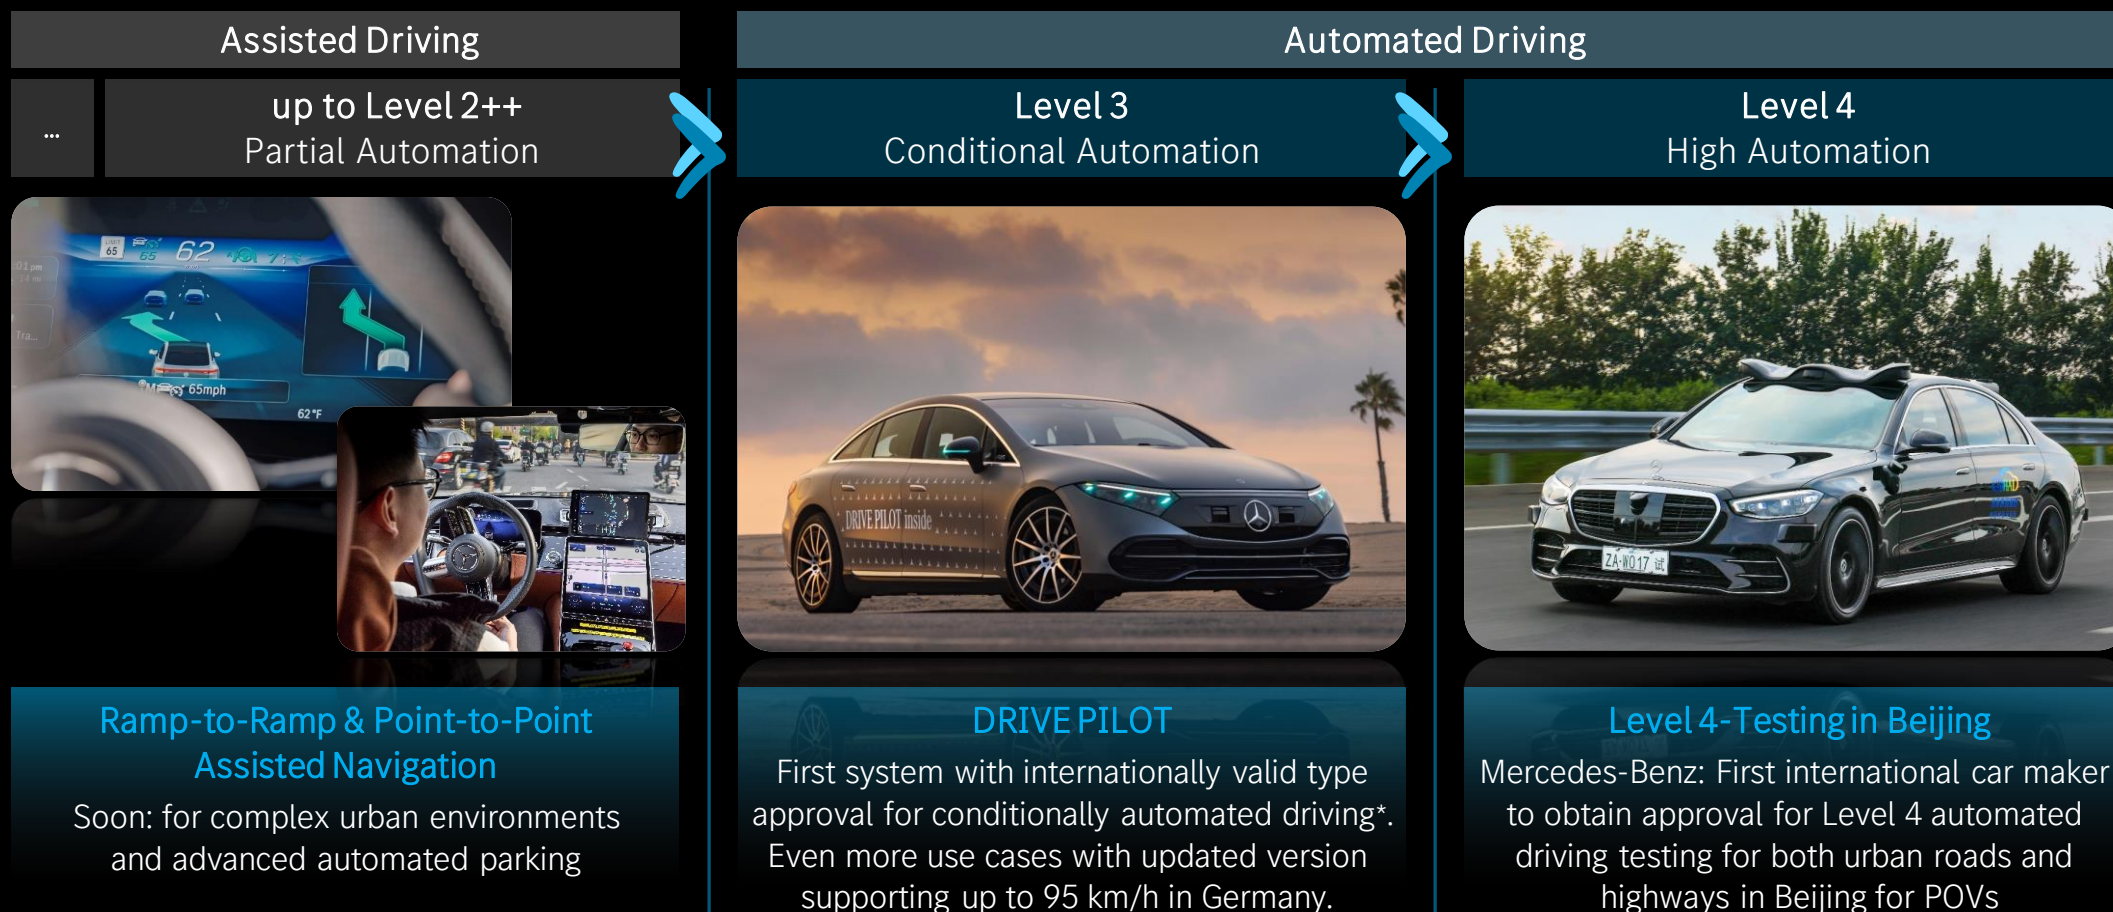 Assisted Driving
Automated Driving
...
up to Level 2++
Partial Automation
Level 3
Conditional Automation
Level 4
High Automation
LIMIT
65
65
62
65mph
62°F
DRIVE PILOT inside
ZA·W017 试
Ramp-to-Ramp & Point-to-Point
Assisted Navigation
Soon: for complex urban environments
and advanced automated parking
DRIVE PILOT
First system with internationally valid type
approval for conditionally automated driving*.
Even more use cases with updated version
supporting up to 95 km/h in Germany.
Level 4-Testing in Beijing
Mercedes-Benz: First international car maker
to obtain approval for Level 4 automated
driving testing for both urban roads and
highways in Beijing for POVs